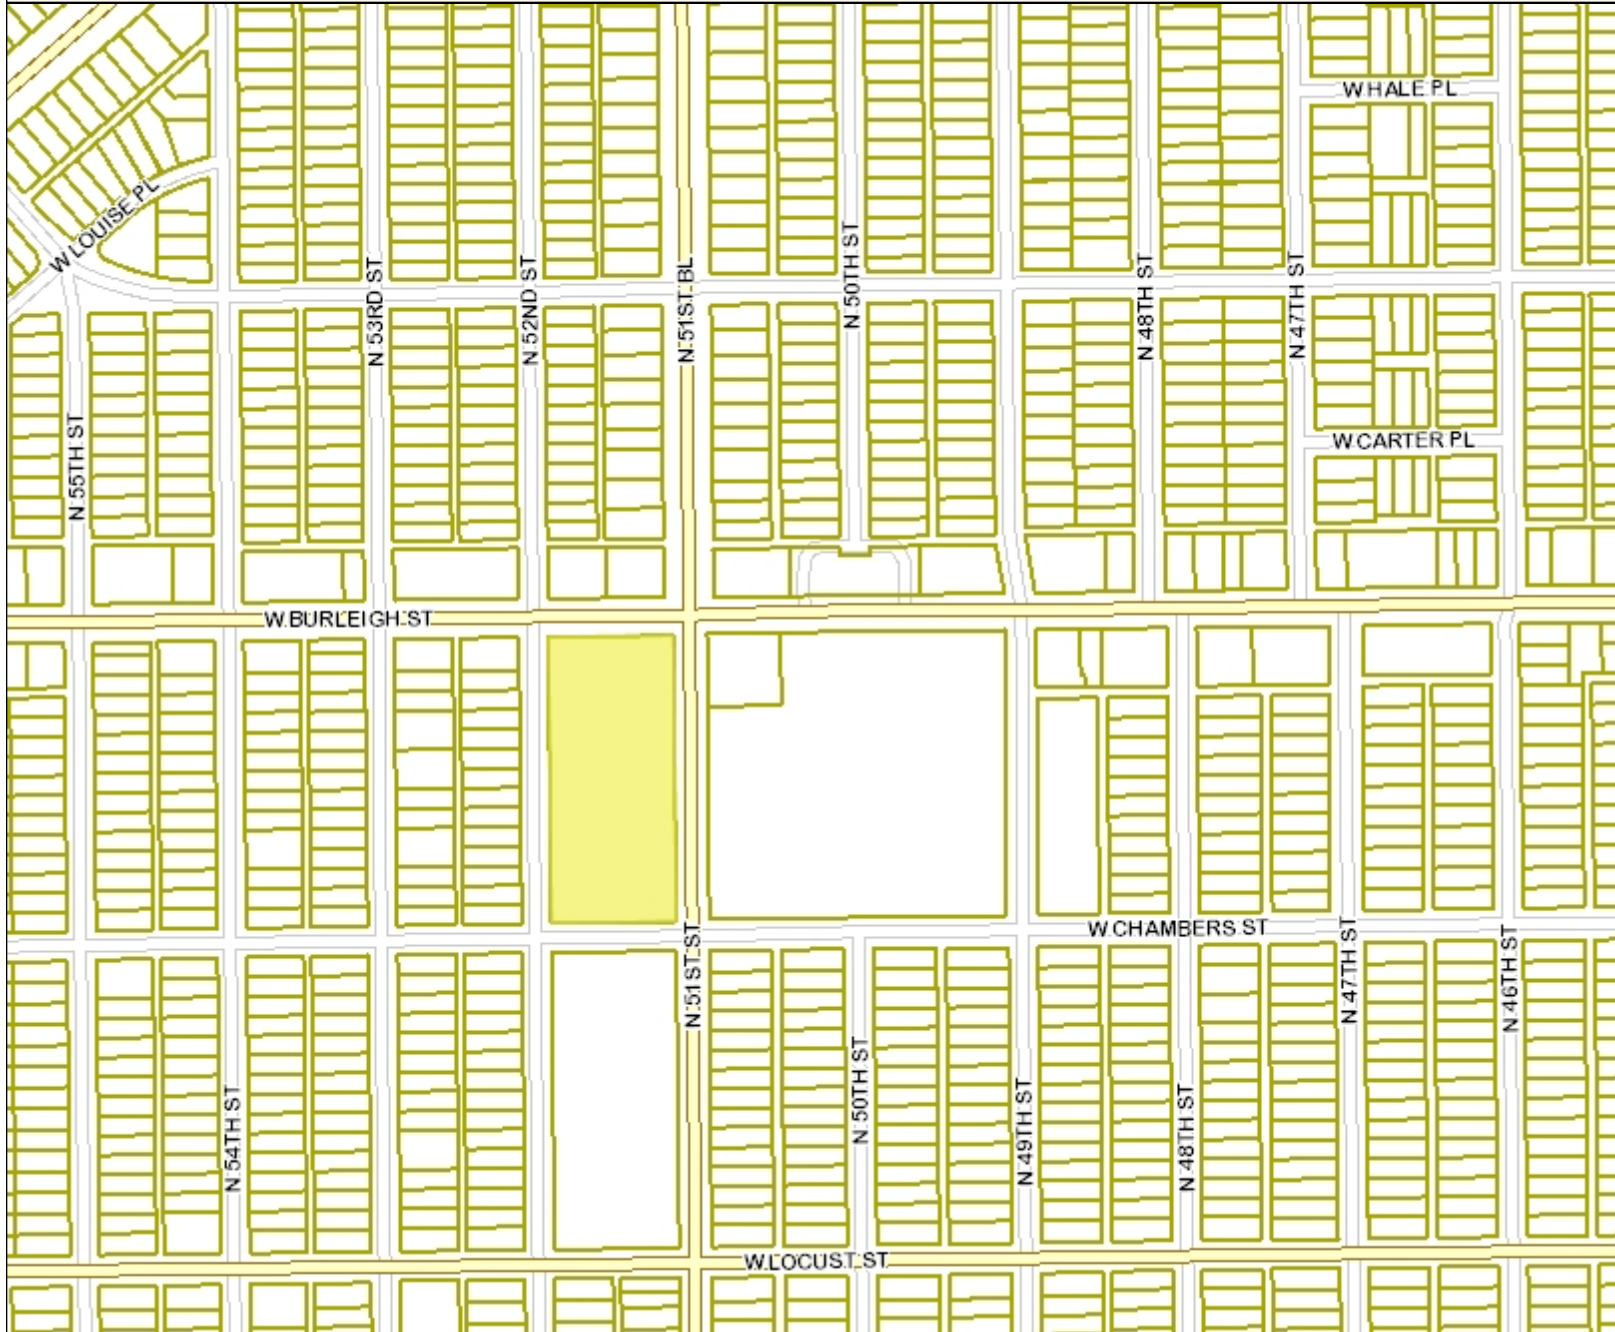 W HALE PL
W LOUISE PL
N 50TH ST
N 53RD ST
N 52ND ST
N 51ST BL
N 48TH ST
N 47TH ST
N 55TH ST
W CARTER PL
W BURLEIGH ST
W CHAMBERS ST
N 51ST ST
N 47TH ST
N 46TH ST
N 54TH ST
N 50TH ST
N 49TH ST
N 48TH ST
W LOCUST ST